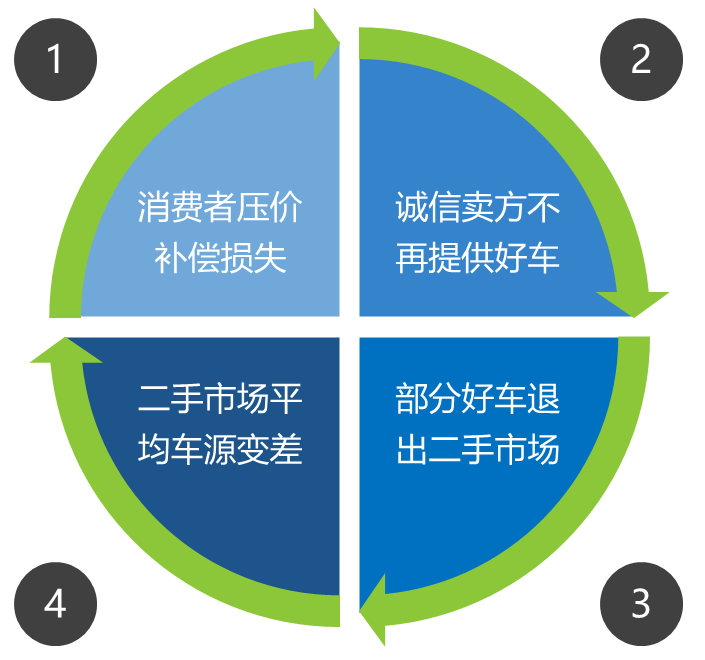 1
消费者压价
补偿损失
2
诚信卖方不
再提供好车
3
部分好车退
出二手市场
4
二手市场平
均车源变差